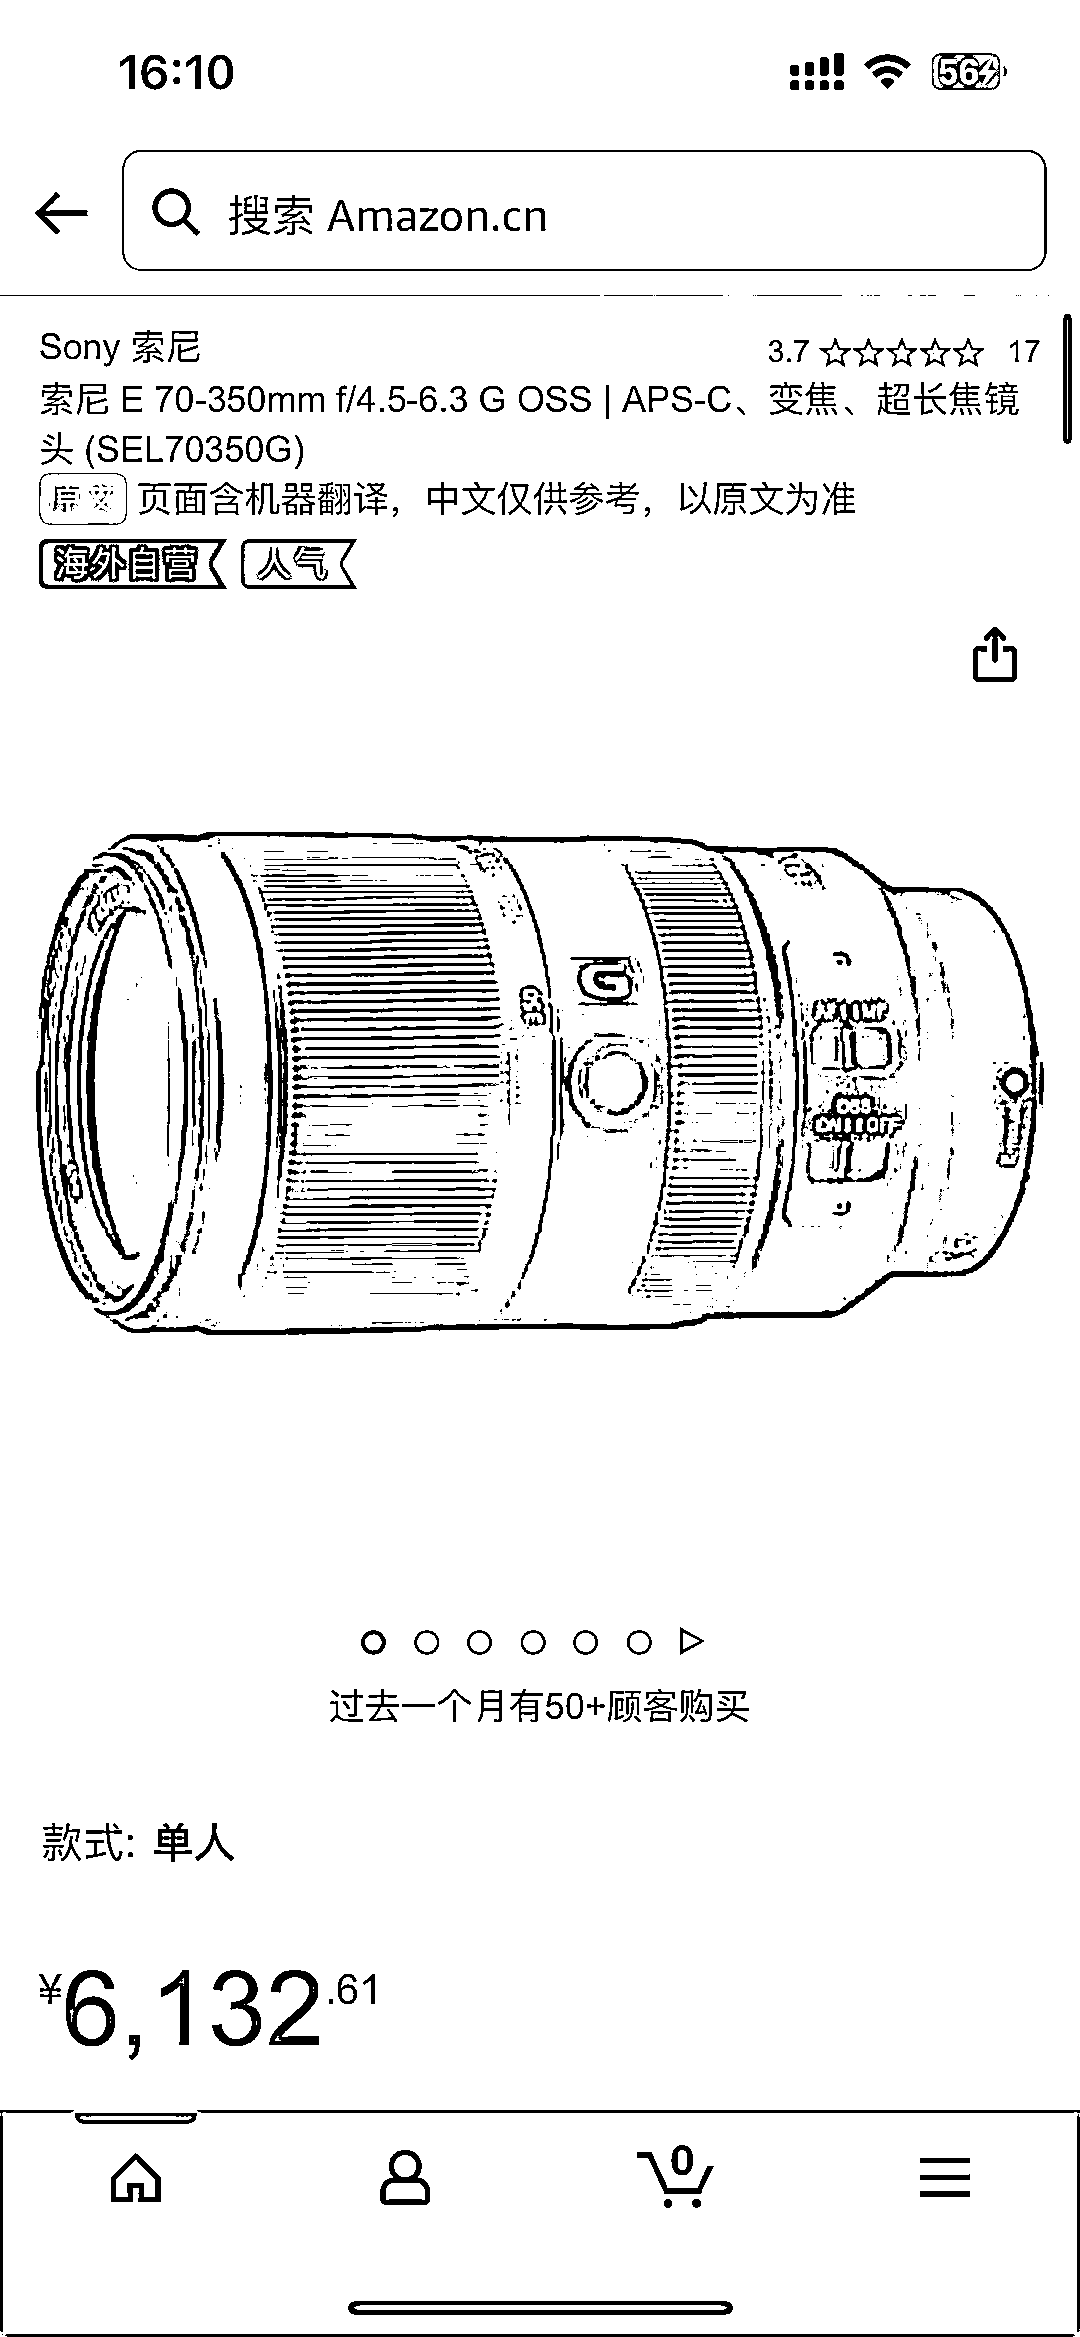 16:10
56
搜索 Amazon.cn
Sony 索尼
3.7 17
索尼 E 70-350mm f/4.5-6.3 G OSS | APS-C、变焦、超长焦镜
头 (SEL70350G)
原文 页面含机器翻译，中文仅供参考，以原文为准
海外自营 人气
G
AF MF
OSS
ON OFF
过去一个月有50+顾客购买
款式: 单人
¥6,132.61
0